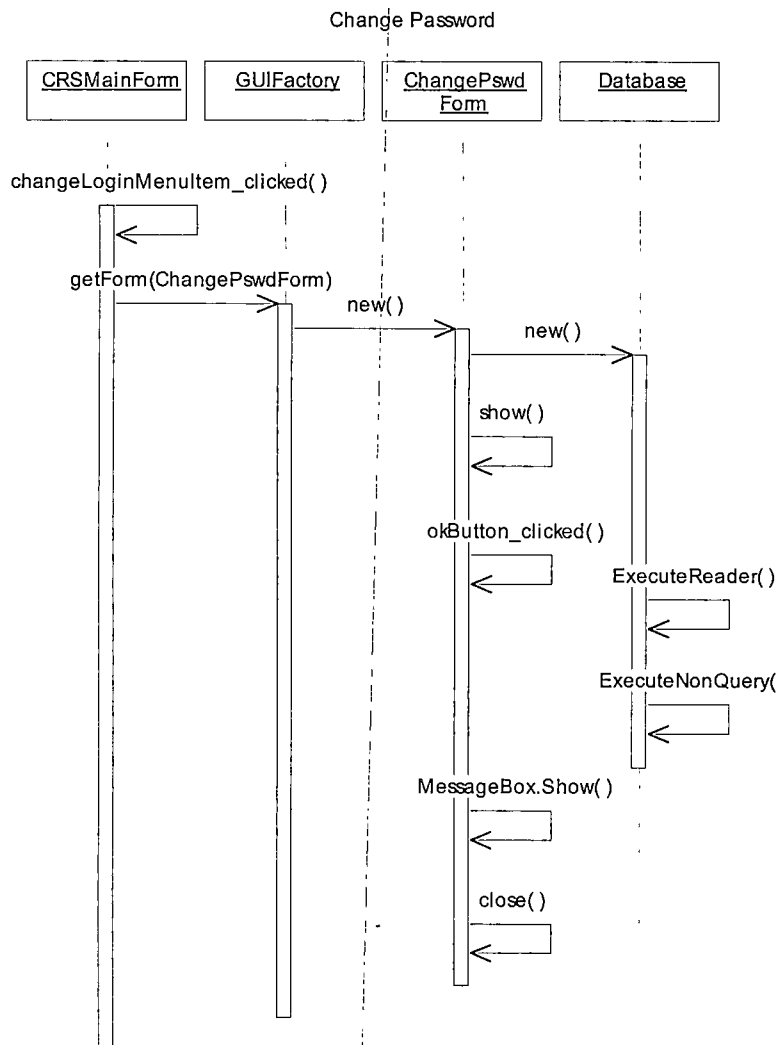 Change Password
CRSMainForm
GUIFactory
ChangePswd
Form
Database
changeLoginMenuItem_clicked( )
getForm(ChangePswdForm)
new( )
new( )
show( )
okButton_clicked( )
ExecuteReader( )
ExecuteNonQuery(
MessageBox.Show( )
close( )